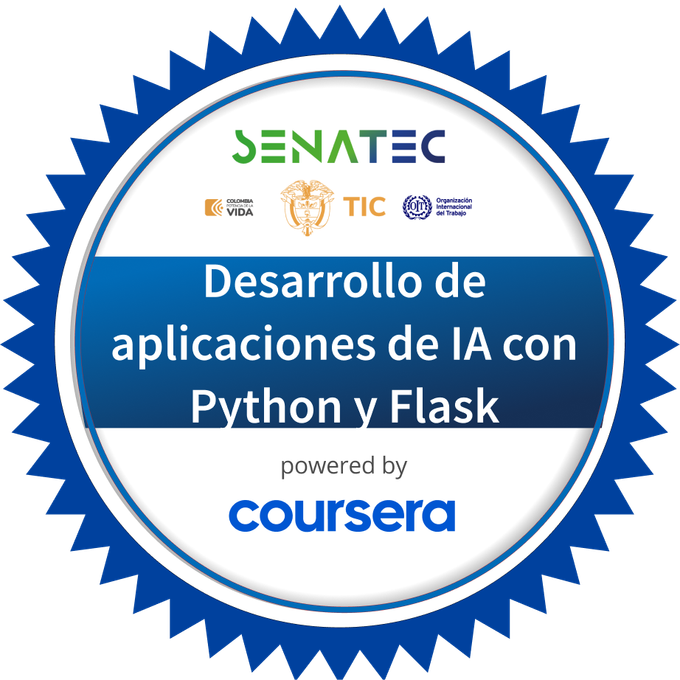 SENATEC
COLOMBIA
POTENCIA DE LA
VIDA
TIC
OIT
Organización
Internacional
del Trabajo
Desarrollo de
aplicaciones de IA con
Python y Flask
powered by
coursera